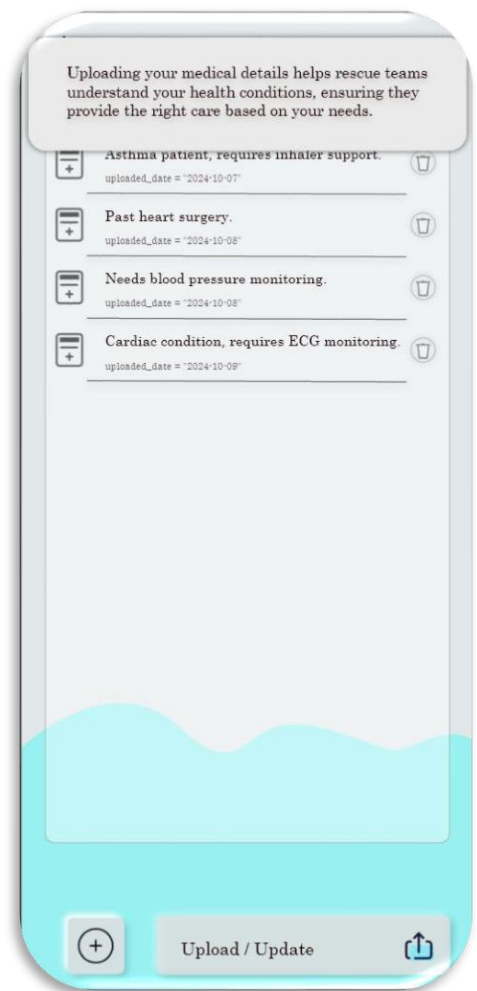 Uploading your medical details helps rescue teams
understand your health conditions, ensuring they
provide the right care based on your needs.
Asthma patient, requires inhaler support.
uploaded_date = "2024-10-07"
Past heart surgery.
uploaded_date = "2024-10-08"
Needs blood pressure monitoring.
uploaded_date = "2024-10-08"
Cardiac condition, requires ECG monitoring.
uploaded_date = "2024-10-09"
Upload / Update